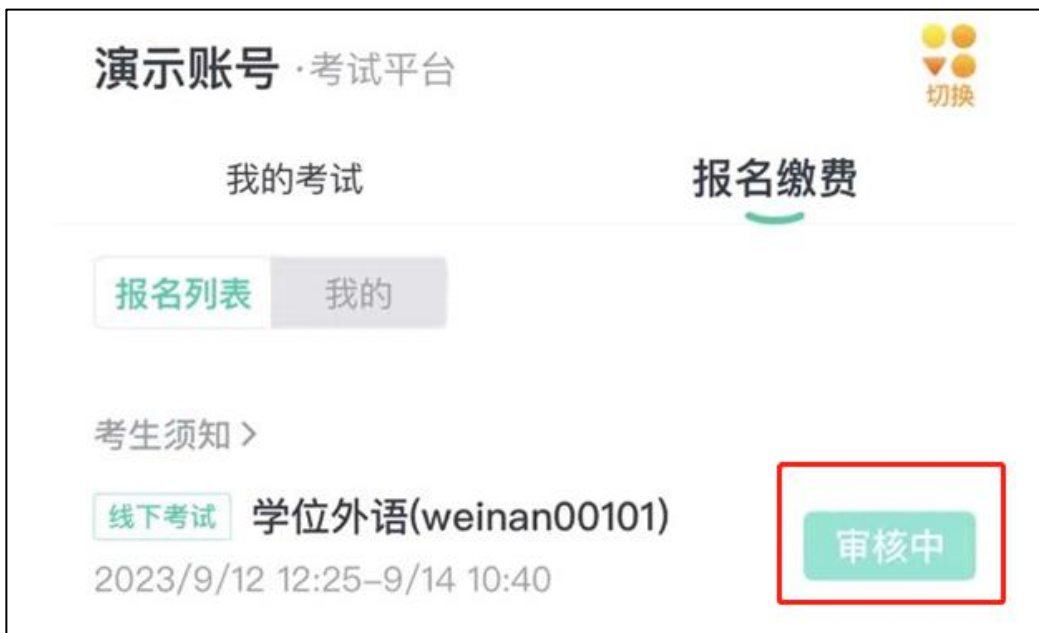 演示账号 ·考试平台
切换
我的考试
报名缴费
报名列表
我的
考生须知 >
线下考试 学位外语(weinan00101)
审核中
2023/9/12 12:25–9/14 10:40